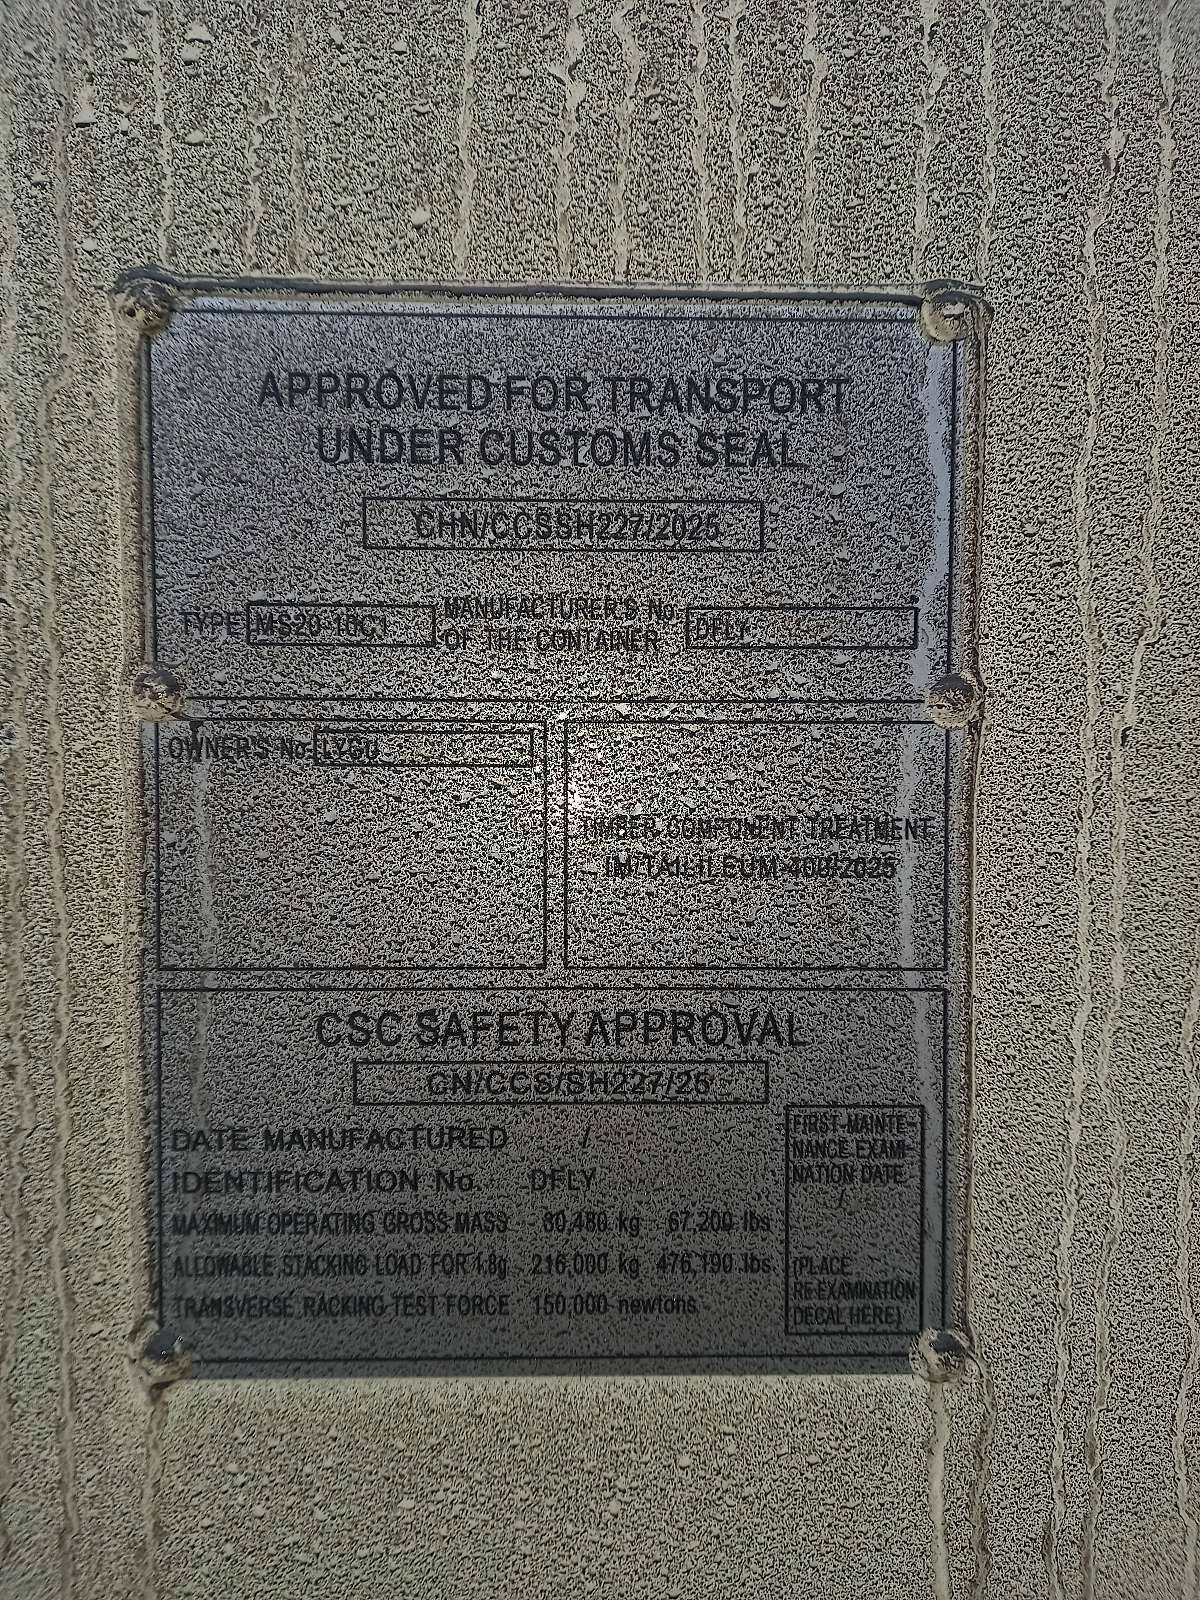 APPROVED FOR TRANSPORT
UNDER CUSTOMS SEAL
CHN/CCSSH227/2025
TYPE MS20-10C1 MANUFACTURER'S No. DFLY
OF THE CONTAINER
OWNER'S No. LYGU
TIMBER COMPONENT TREATMENT
IM/TAILILEUM 400/2025
CSC SAFETY APPROVAL
CN/CCS/SH227/25
DATE MANUFACTURED /
IDENTIFICATION No. DFLY
MAXIMUM OPERATING GROSS MASS 30,480 kg 67,200 lbs
ALLOWABLE STACKING LOAD FOR 1.8g 216,000 kg 476,190 lbs
TRANSVERSE RACKING TEST FORCE 150,000 newtons
FIRST MAINTE-
NANCE EXAMI-
NATION DATE
/
(PLACE
RE-EXAMINATION
DECAL HERE)